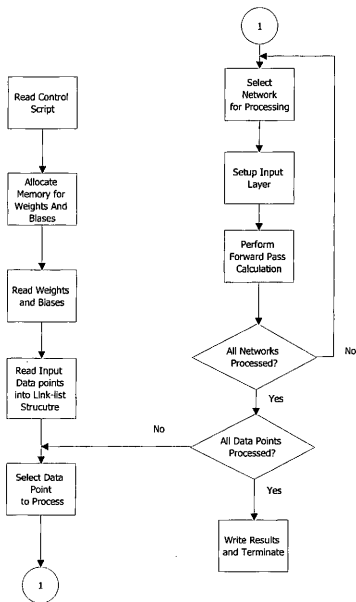 Read Control
Script
Allocate
Memory for
Weights And
Biases
Read Weights
and Biases
Read Input
Data points
into Link-list
Strucutre
Select Data
Point
to Process
1
1
Select
Network
for Processing
Setup Input
Layer
Perform
Forward Pass
Calculation
All Networks
Processed?
No
Yes
All Data Points
Processed?
No
Yes
Write Results
and Terminate